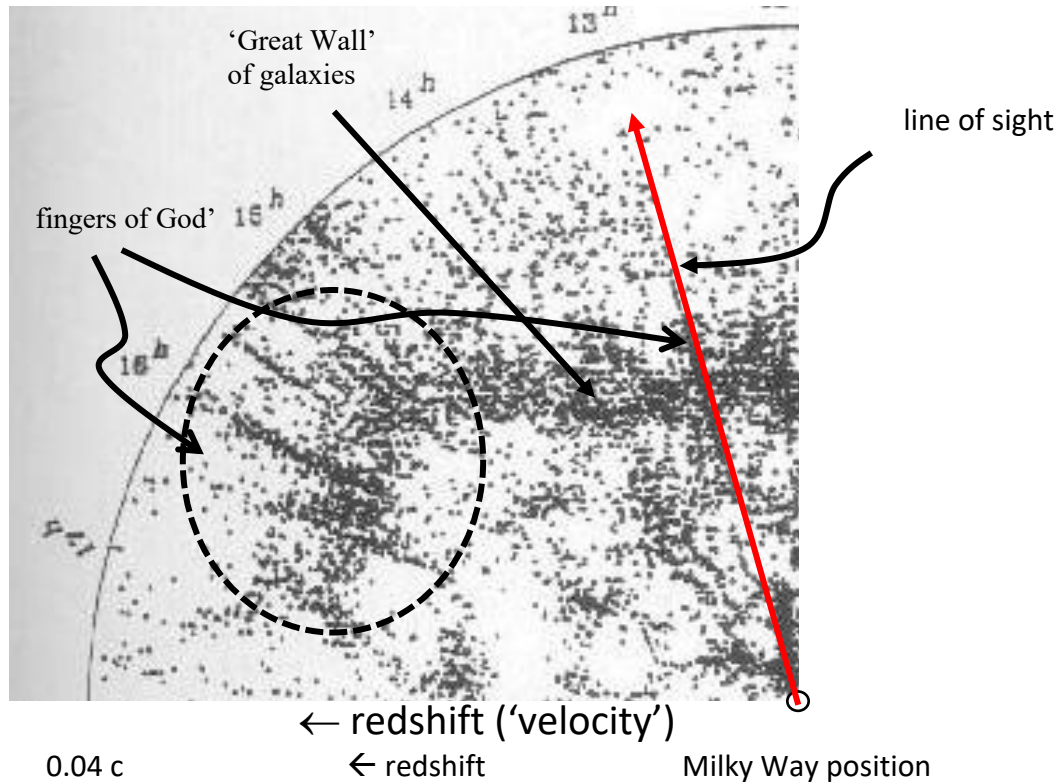 13h
‘Great Wall’
of galaxies
14h
line of sight
15h
fingers of God’
16h
← redshift (‘velocity’)
0.04 c
← redshift
Milky Way position